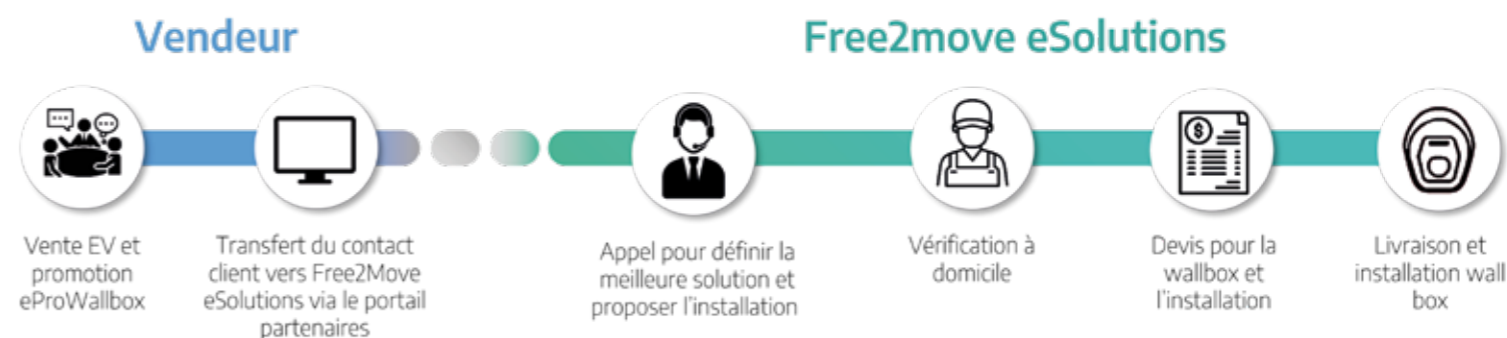 Vendeur
Free2move eSolutions
Vente EV et
promotion
eProWallbox
Transfert du contact
client vers Free2Move
eSolutions via le portail
partenaires
Appel pour définir la
meilleure solution et
proposer l'installation
Vérification à
domicile
Devis pour la
wallbox et
l'installation
Livraison et
installation wall
box